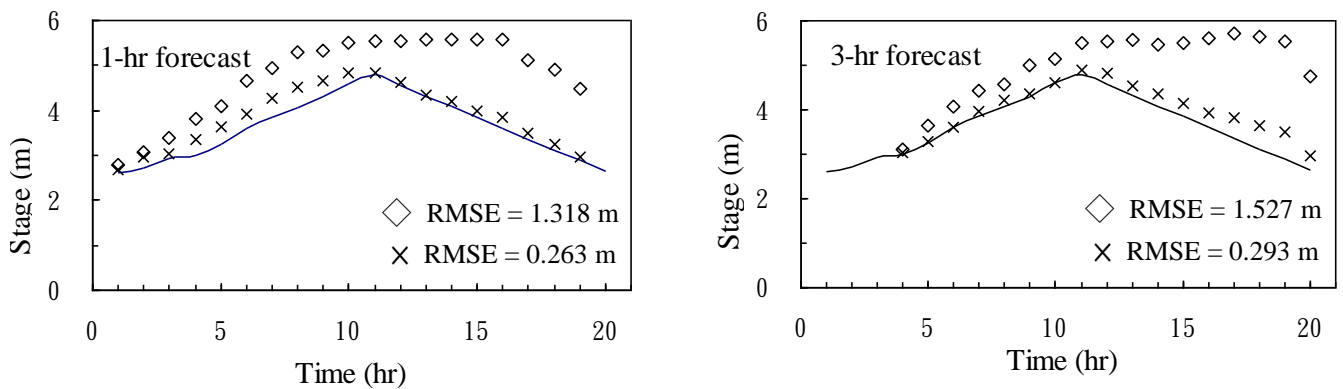 6
1-hr forecast
4
Stage (m)
2
◇ RMSE = 1.318 m
× RMSE = 0.263 m
0
0 5 10 15 20
Time (hr)
6
3-hr forecast
4
Stage (m)
2
◇ RMSE = 1.527
× RMSE = 0.293 m
0
0 5 10 15 20
Time (hr)